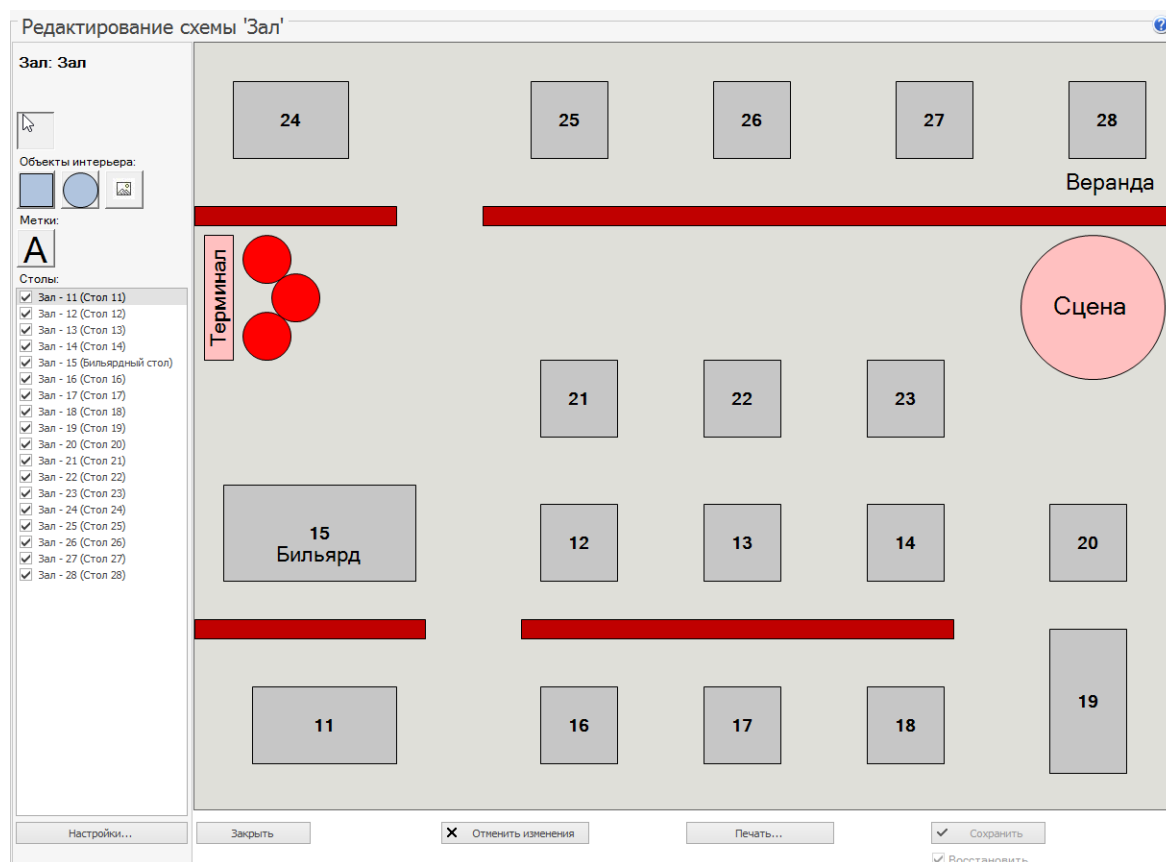 Редактирование схемы 'Зал'
?
Зал: Зал
Объекты интерьера:
Метки:
A
Столы:
Зал - 11 (Стол 11)
Зал - 12 (Стол 12)
Зал - 13 (Стол 13)
Зал - 14 (Стол 14)
Зал - 15 (Бильярдный стол)
Зал - 16 (Стол 16)
Зал - 17 (Стол 17)
Зал - 18 (Стол 18)
Зал - 19 (Стол 19)
Зал - 20 (Стол 20)
Зал - 21 (Стол 21)
Зал - 22 (Стол 22)
Зал - 23 (Стол 23)
Зал - 24 (Стол 24)
Зал - 25 (Стол 25)
Зал - 26 (Стол 26)
Зал - 27 (Стол 27)
Зал - 28 (Стол 28)
24
25
26
27
28
Веранда
Терминал
Сцена
21
22
23
15
Бильярд
12
13
14
20
11
16
17
18
19
Настройки...
Закрыть
Отменить изменения
Печать...
Сохранить
Восстановить